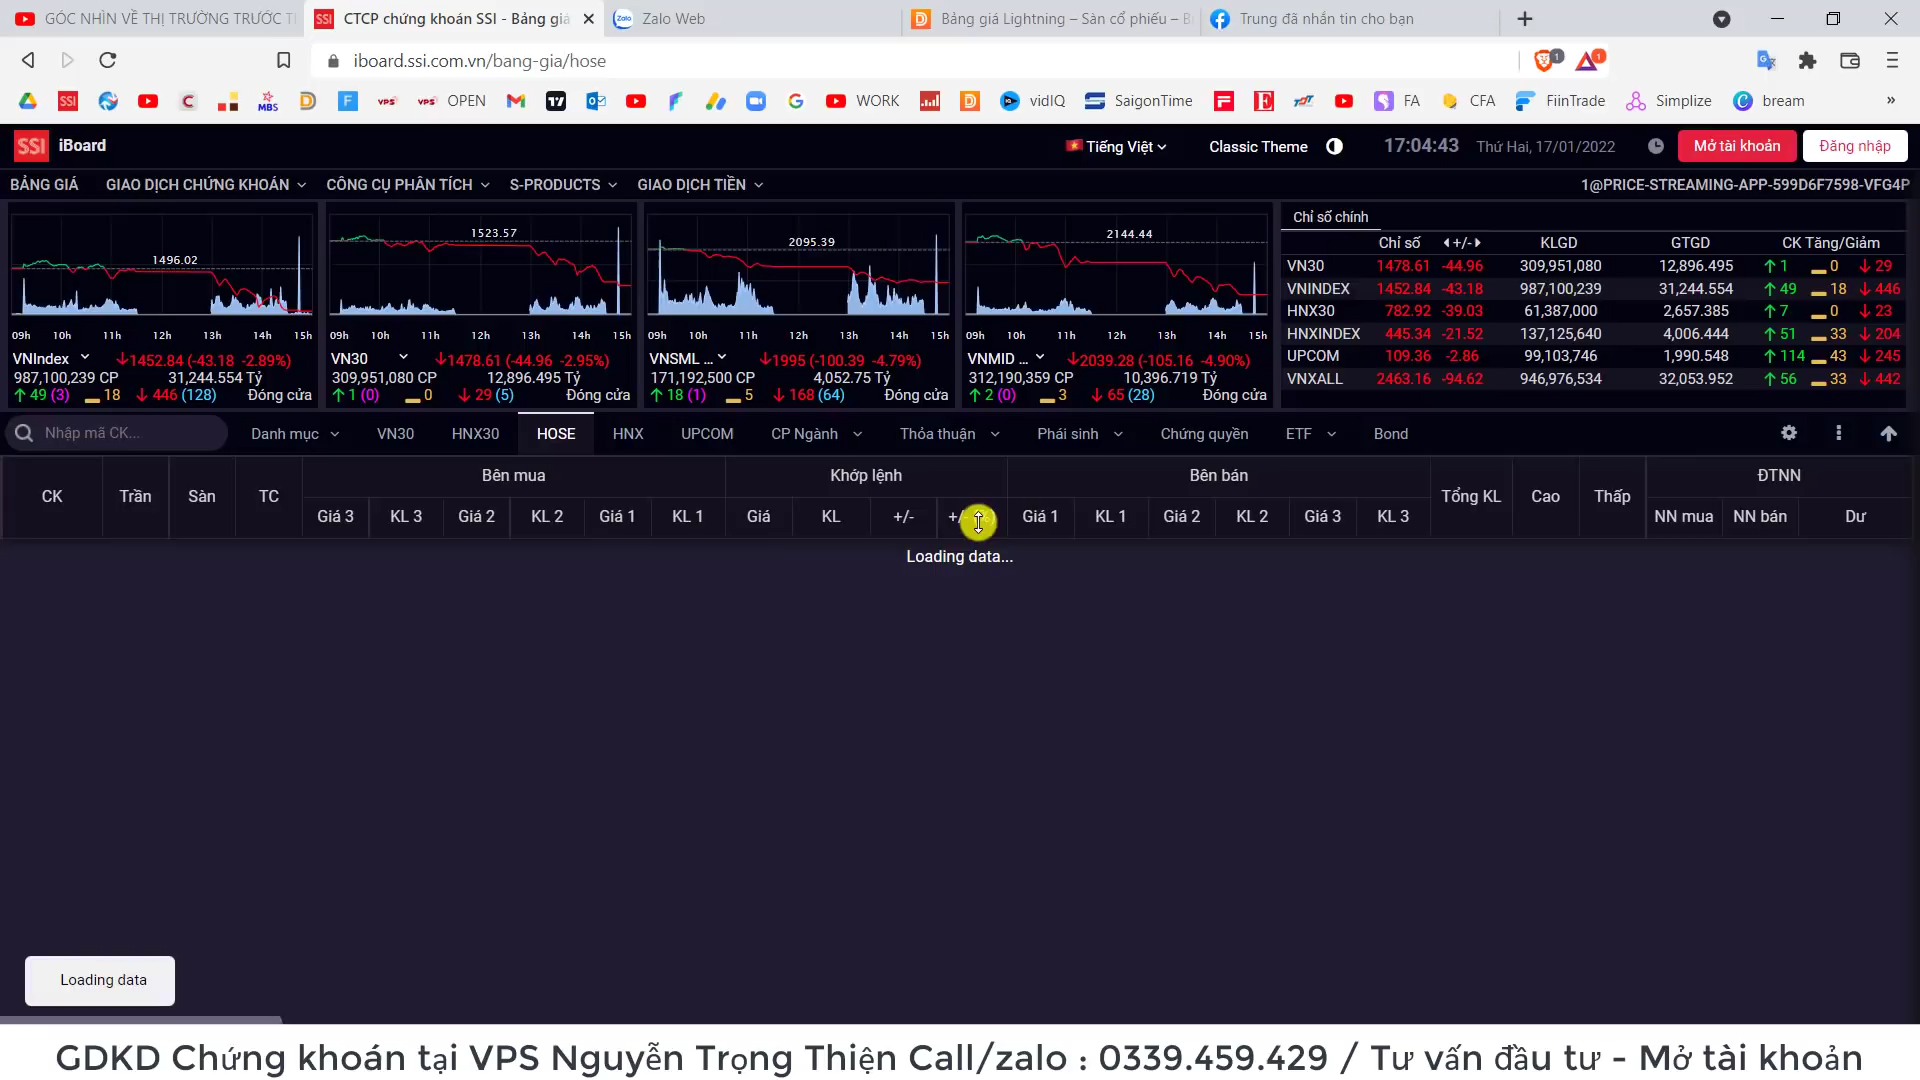 GÓC NHÌN VỀ THỊ TRƯỜNG TRƯỚC T
SSI CTCP chứng khoán SSI - Bảng giá
Zalo Zalo Web
Bảng giá Lightning – Sàn cổ phiếu – B
Trung đã nhắn tin cho bạn
iboard.ssi.com.vn/bang-gia/hose
1 1
SSI MBS VPS VPS OPEN WORK vidIQ SaigonTime FA CFA FiinTrade Simplize bream »
SSI iBoard
Tiếng Việt Classic Theme 17:04:43 Thứ Hai, 17/01/2022 Mở tài khoản Đăng nhập
BẢNG GIÁ GIAO DỊCH CHỨNG KHOÁN CÔNG CỤ PHÂN TÍCH S-PRODUCTS GIAO DỊCH TIỀN 1@PRICE-STREAMING-APP-599D6F7598-VFG4P
1496.02
09h 10h 11h 12h 13h 14h 15h
VNIndex 1452.84 (-43.18 -2.89%)
987,100,239 CP 31,244.554 Tỷ
49 (3) 18 446 (128) Đóng cửa
1523.57
09h 10h 11h 12h 13h 14h 15h
VN30 1478.61 (-44.96 -2.95%)
309,951,080 CP 12,896.495 Tỷ
1 (0) 0 29 (5) Đóng cửa
2095.39
09h 10h 11h 12h 13h 14h 15h
VNSML ... 1995 (-100.39 -4.79%)
171,192,500 CP 4,052.75 Tỷ
18 (1) 5 168 (64) Đóng cửa
2144.44
09h 10h 11h 12h 13h 14h 15h
VNMID ... 2039.28 (-105.16 -4.90%)
312,190,359 CP 10,396.719 Tỷ
2 (0) 3 65 (28) Đóng cửa
Chỉ số chính
Chỉ số +/- KLGD GTGD CK Tăng/Giảm
VN30 1478.61 -44.96 309,951,080 12,896.495 1 0 29
VNINDEX 1452.84 -43.18 987,100,239 31,244.554 49 18 446
HNX30 782.92 -39.03 61,387,000 2,657.385 7 0 23
HNXINDEX 445.34 -21.52 137,125,640 4,006.444 51 33 204
UPCOM 109.36 -2.86 99,103,746 1,990.548 114 43 245
VNXALL 2463.16 -94.62 946,976,534 32,053.952 56 33 442
Nhập mã CK... Danh mục VN30 HNX30 HOSE HNX UPCOM CP Ngành Thỏa thuận Phái sinh Chứng quyền ETF Bond
CK Trần Sàn TC Bên mua Khớp lệnh Bên bán Tổng KL Cao Thấp ĐTNN
Giá 3 KL 3 Giá 2 KL 2 Giá 1 KL 1 Giá KL +/- Giá 1 KL 1 Giá 2 KL 2 Giá 3 KL 3 NN mua NN bán Dư
Loading data...
Loading data
GDKD Chứng khoán tại VPS Nguyễn Trọng Thiện Call/zalo : 0339.459.429 / Tư vấn đầu tư - Mở tài khoản